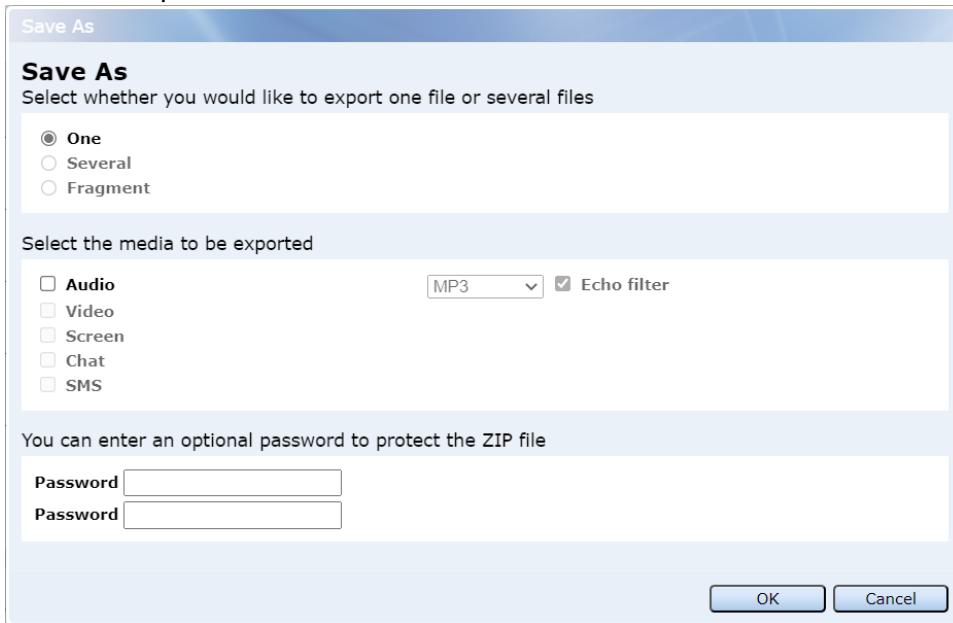 Save As
Save As
Select whether you would like to export one file or several files
One
Several
Fragment
Select the media to be exported
Audio MP3 Echo filter
Video
Screen
Chat
SMS
You can enter an optional password to protect the ZIP file
Password
Password
OK Cancel